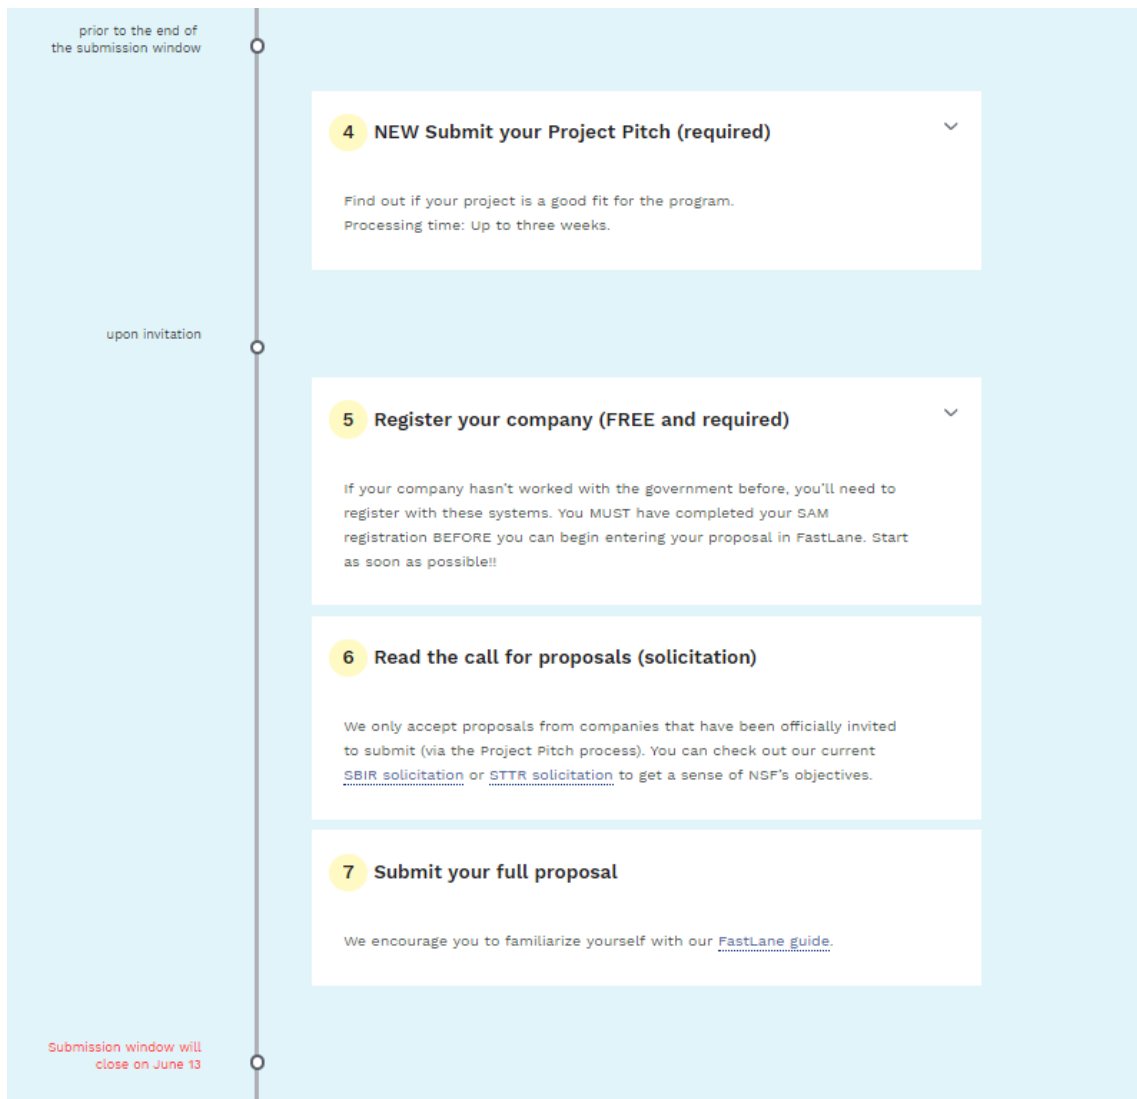 prior to the end of
the submission window
4 NEW Submit your Project Pitch (required)
Find out if your project is a good fit for the program.
Processing time: Up to three weeks.
upon invitation
5 Register your company (FREE and required)
If your company hasn't worked with the government before, you'll need to
register with these systems. You MUST have completed your SAM
registration BEFORE you can begin entering your proposal in FastLane. Start
as soon as possible!!
6 Read the call for proposals (solicitation)
We only accept proposals from companies that have been officially invited
to submit (via the Project Pitch process). You can check out our current
SBIR solicitation or STTR solicitation to get a sense of NSF's objectives.
7 Submit your full proposal
We encourage you to familiarize yourself with our FastLane guide.
Submission window will
close on June 13